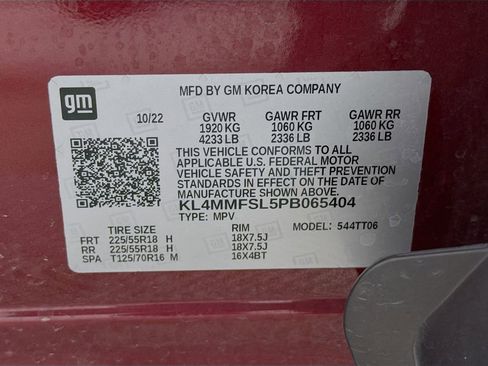 gm
MFD BY GM KOREA COMPANY
10/22 GVWR GAWR FRT GAWR RR
1920 KG 1060 KG 1060 KG
4233 LB 2336 LB 2336 LB
THIS VEHICLE CONFORMS TO ALL
APPLICABLE U.S. FEDERAL MOTOR
VEHICLE SAFETY AND THEFT PREVENTION
STANDARDS IN EFFECT ON THE DATE OF
MANUFACTURE SHOWN ABOVE.
KL4MMFSL5PB065404
TYPE: MPV
TIRE SIZE RIM MODEL: 544TT06
FRT 225/55R18 H 18X7.5J
RR 225/55R18 H 18X7.5J
SPA T125/70R16 M 16X4BT